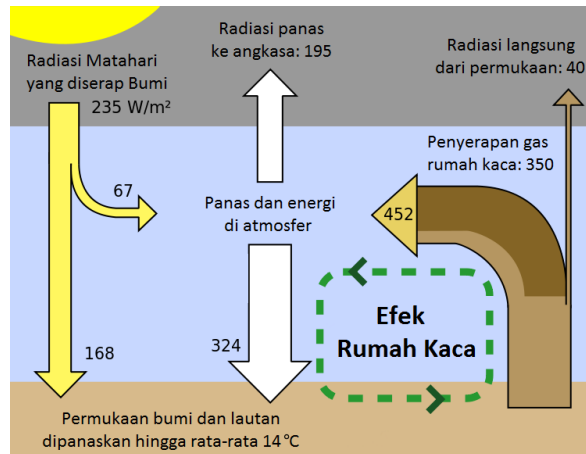 Radiasi Matahari
yang diserap Bumi
235 W/m²
Radiasi panas
ke angkasa: 195
Radiasi langsung
dari permukaan: 40
Penyerapan gas
rumah kaca: 350
67
Panas dan energi
di atmosfer
452
Efek
Rumah Kaca
168
324
Permukaan bumi dan lautan
dipanaskan hingga rata-rata 14°C